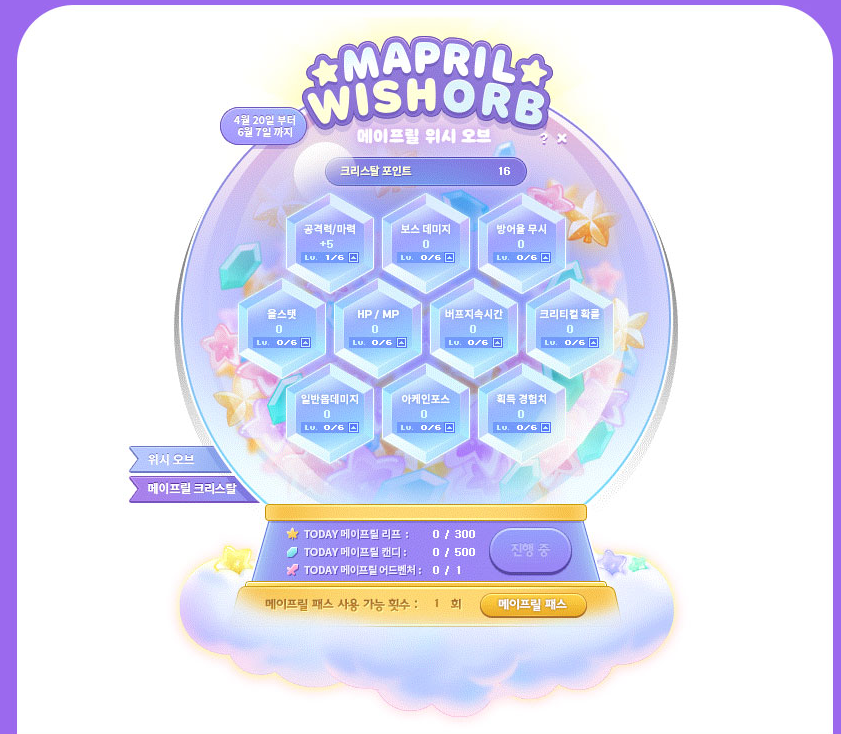 MAPRIL
WISHORB
4월 20일 부터
6월 7일 까지
메이프릴 위시 오브
? ×
크리스탈 포인트 16
공격력/마력
+5
Lv. 1/6
보스 데미지
0
Lv. 0/6
방어율 무시
0
Lv. 0/6
올스탯
0
Lv. 0/6
HP / MP
0
Lv. 0/6
버프지속시간
0
Lv. 0/6
크리티컬 확률
0
Lv. 0/6
일반몹데미지
0
Lv. 0/6
아케인포스
0
Lv. 0/6
획득 경험치
0
Lv. 0/6
위시 오브
메이프릴 크리스탈
TODAY 메이프릴 리프 : 0 / 300
TODAY 메이프릴 캔디 : 0 / 500
TODAY 메이프릴 어드벤처 : 0 / 1
진행 중
메이프릴 패스 사용 가능 횟수 : 1 회
메이프릴 패스